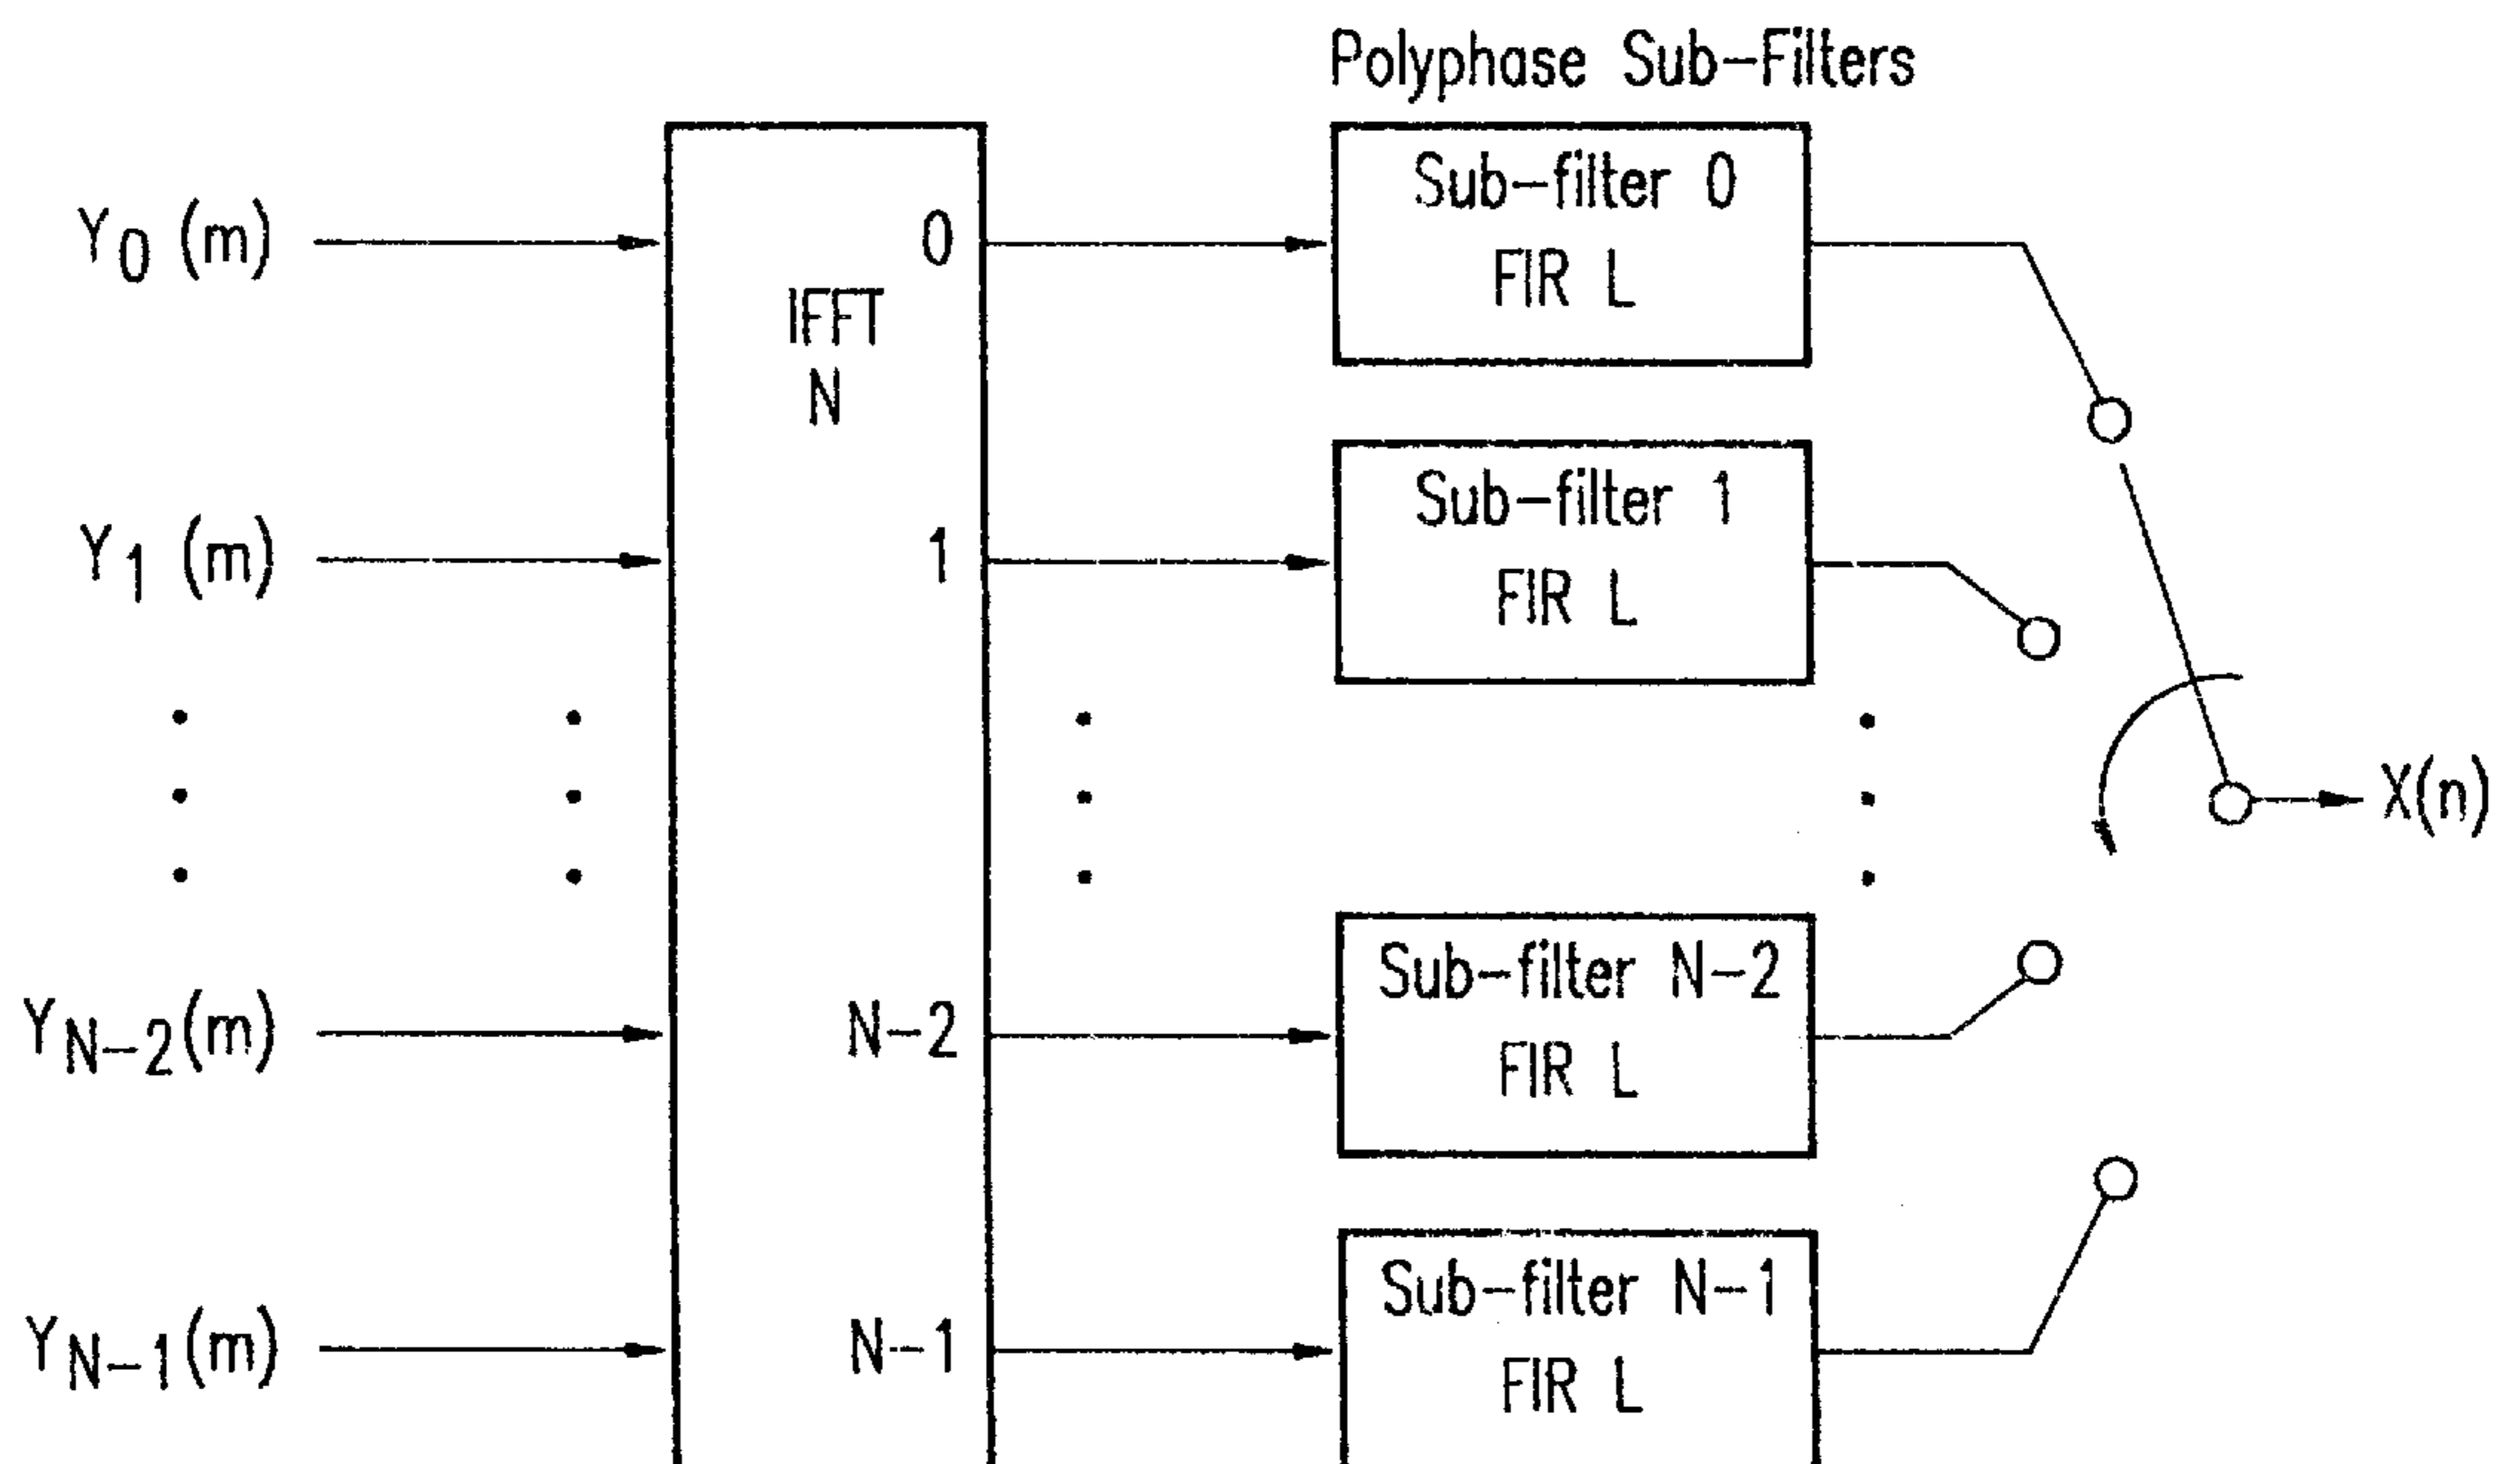 Polyphase Sub-Filters
Y0 (m)
0
IFFT
N
Sub-filter 0
FIR L
Y1 (m)
1
Sub-filter 1
FIR L
X(n)
YN-2(m)
N-2
Sub-filter N-2
FIR L
YN-1(m)
N-1
Sub-filter N-1
FIR L